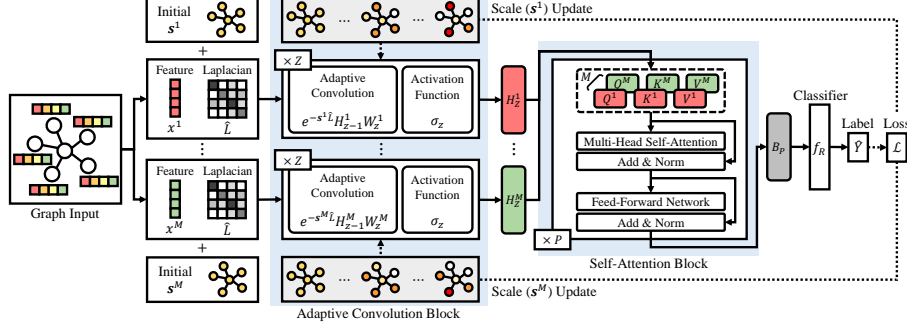 Initial
s¹
+
Graph Input
Feature
Laplacian
x¹
L̂
⋮
Feature
Laplacian
x^M
L̂
+
Initial
s^M
... ...
× Z
Adaptive
Convolution
e^{-s¹L̂}H¹_{z-1}W¹_z
Activation
Function
σ_z
⋮
× Z
Adaptive
Convolution
e^{-s^M L̂}H^M_{z-1}W^M_z
Activation
Function
σ_z
... ...
Adaptive Convolution Block
Scale (s¹) Update
H¹_Z
⋮
H^M_Z
Scale (s^M) Update
M
Q^M K^M V^M
Q¹ K¹ V¹
Multi-Head Self-Attention
Add & Norm
Feed-Forward Network
Add & Norm
× P
Self-Attention Block
B_P
Classifier
f_R
Label
Ŷ
Loss
ℒ